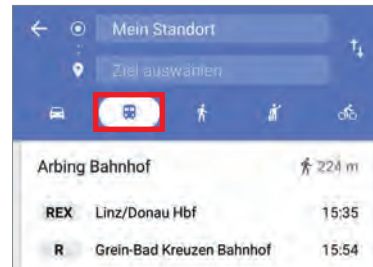 Mein Standort
Ziel auswählen
Arbing Bahnhof 224 m
REX Linz/Donau Hbf 15:35
R Grein-Bad Kreuzen Bahnhof 15:54